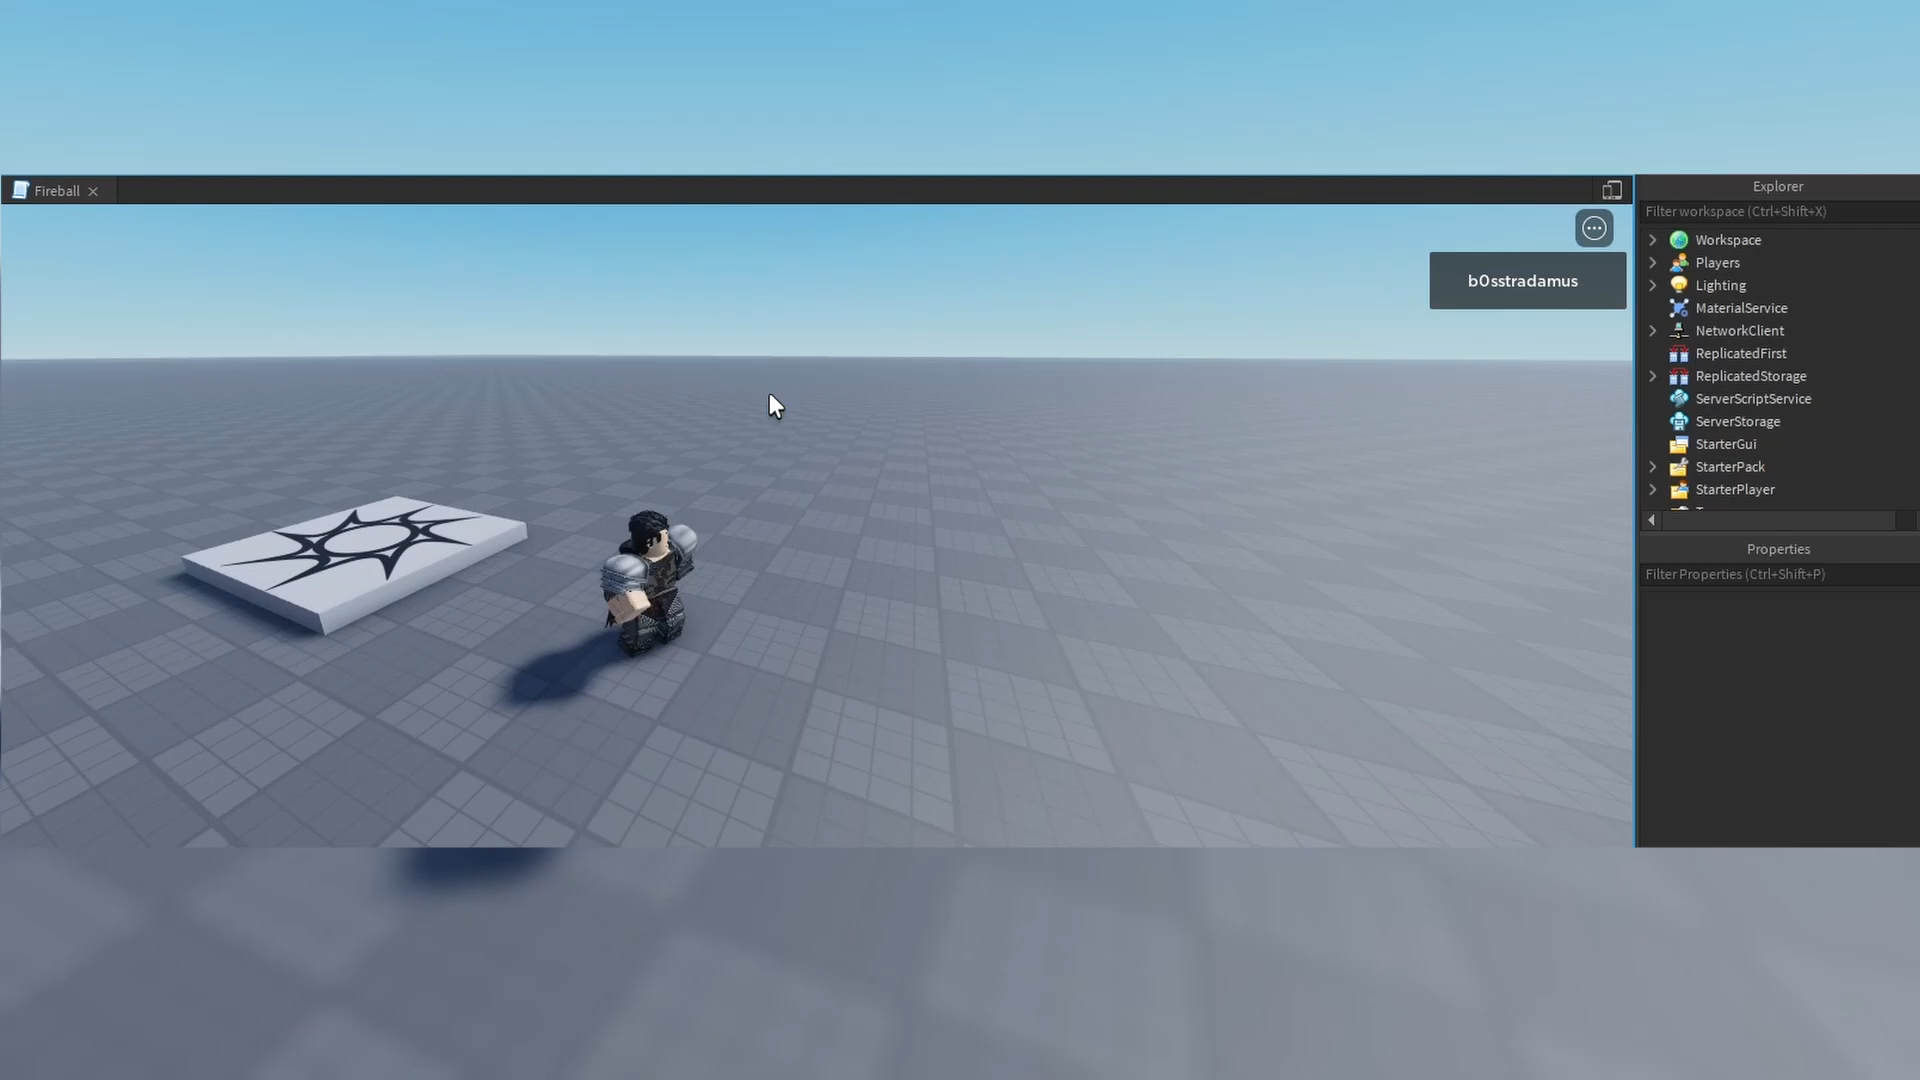 Fireball
b0sstradamus
Explorer
Filter workspace (Ctrl+Shift+X)
Workspace
Players
Lighting
MaterialService
NetworkClient
ReplicatedFirst
ReplicatedStorage
ServerScriptService
ServerStorage
StarterGui
StarterPack
StarterPlayer
Properties
Filter Properties (Ctrl+Shift+P)